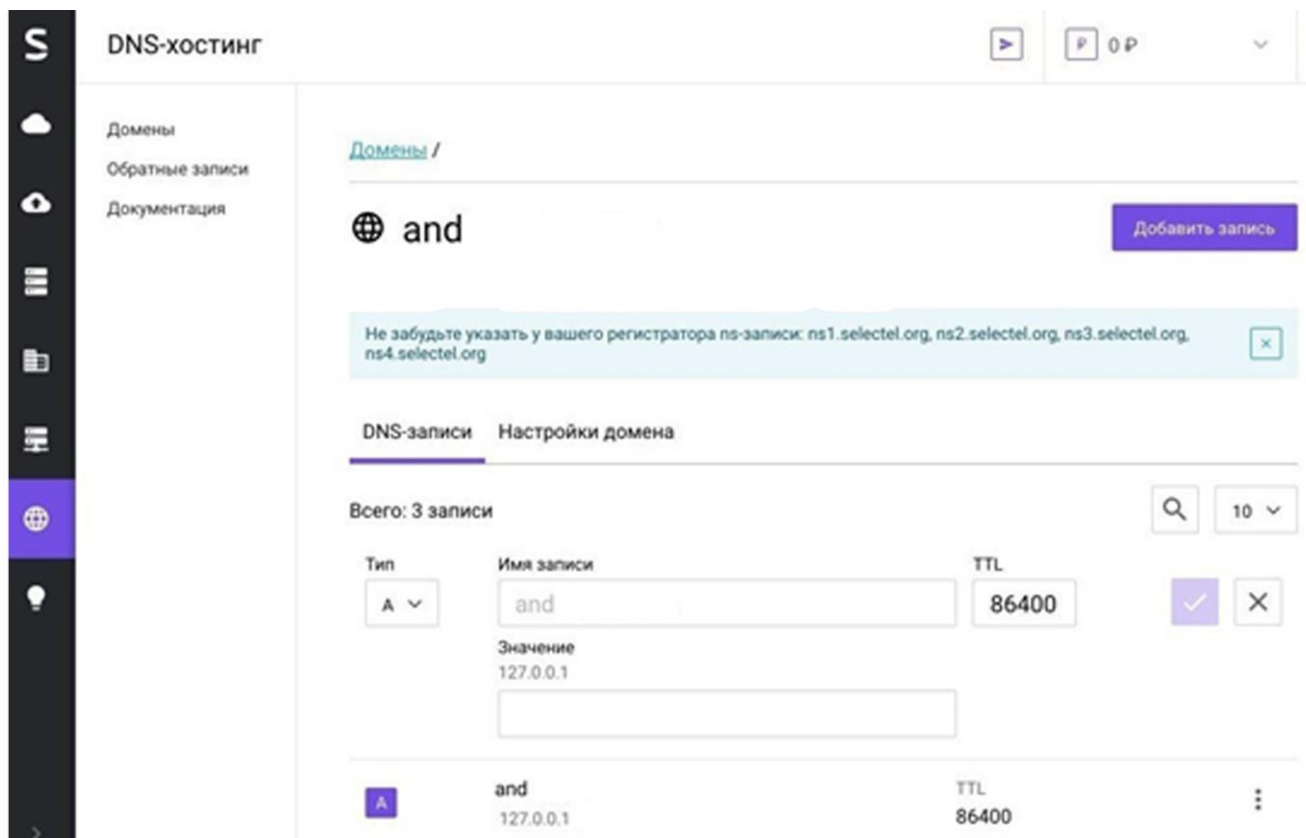 S
DNS-хостинг
₽ 0 ₽
Домены
Обратные записи
Документация
Домены /
and
Добавить запись
Не забудьте указать у вашего регистратора ns-записи: ns1.selectel.org, ns2.selectel.org, ns3.selectel.org,
ns4.selectel.org
DNS-записи Настройки домена
Всего: 3 записи
10
Тип Имя записи TTL
A and 86400
Значение
127.0.0.1
A and TTL
127.0.0.1 86400